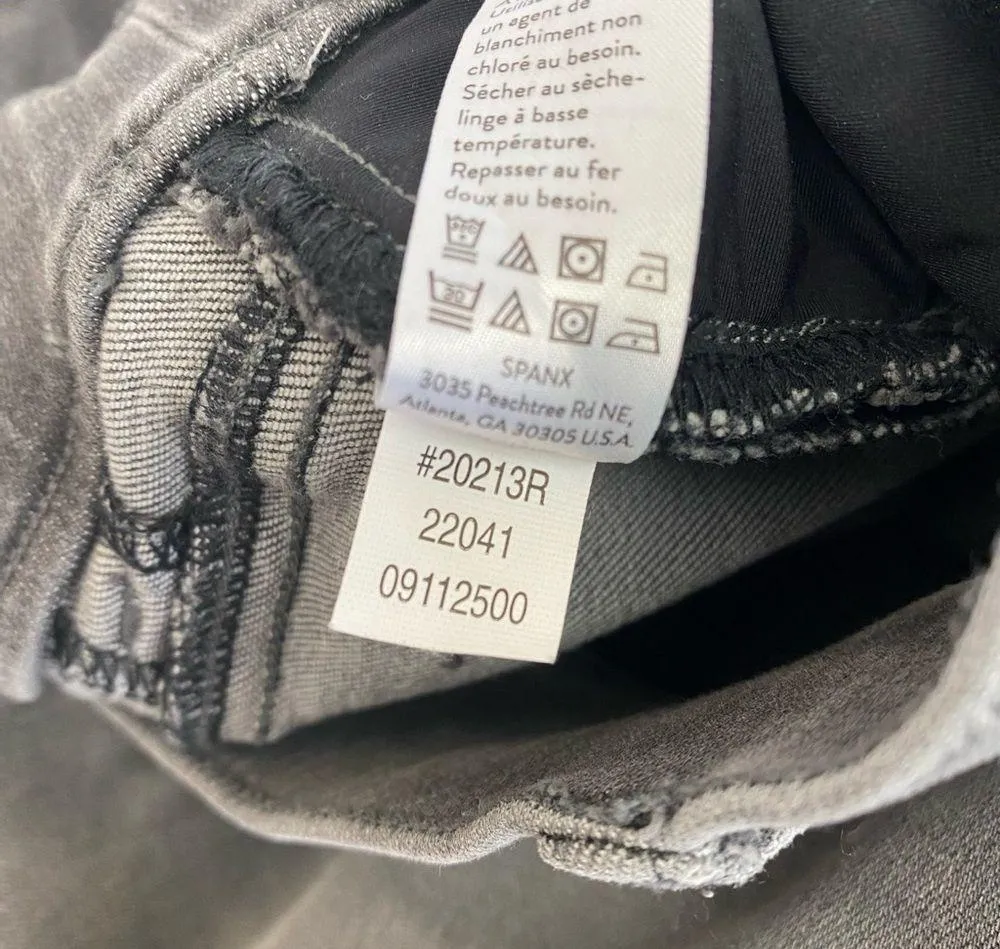 un agent de
blanchiment non
chloré au besoin.
Sécher au sèche-
linge à basse
température.
Repasser au fer
doux au besoin.
SPANX
3035 Peachtree Rd NE,
Atlanta, GA 30305 U.S.A.
#20213R
22041
09112500